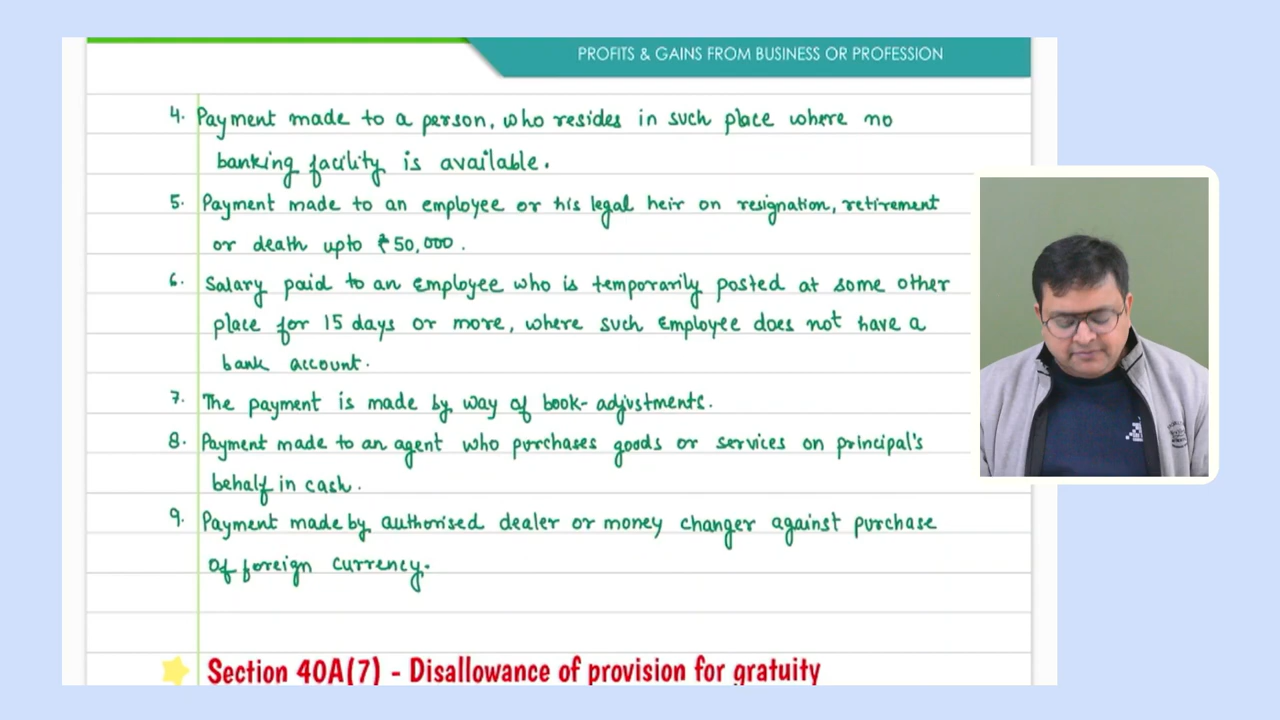 PROFITS & GAINS FROM BUSINESS OR PROFESSION
4. Payment made to a person, who resides in such place where no
banking facility is available.
5. Payment made to an employee or his legal heir on resignation, retirement
or death upto ₹50,000.
6. Salary paid to an Employee who is temporarily posted at some other
place for 15 days or more, where such Employee does not have a
bank account.
7. The payment is made by way of book-adjustments.
8. Payment made to an agent who purchases goods or services on principal's
behalf in cash.
9. Payment made by authorised dealer or money changer against purchase
of foreign currency.
Section 40A(7) - Disallowance of provision for gratuity